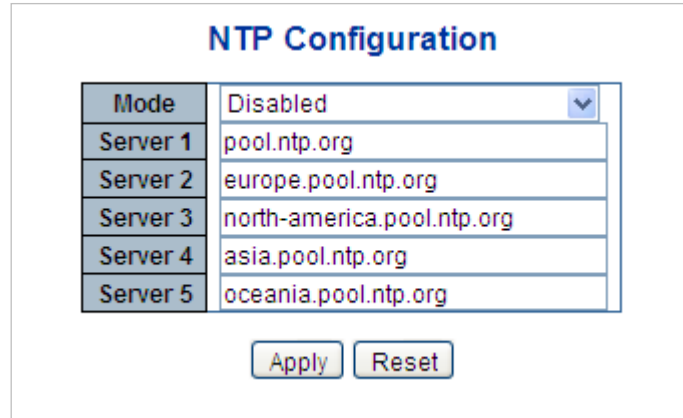 NTP Configuration
Mode Disabled
Server 1 pool.ntp.org
Server 2 europe.pool.ntp.org
Server 3 north-america.pool.ntp.org
Server 4 asia.pool.ntp.org
Server 5 oceania.pool.ntp.org
Apply Reset